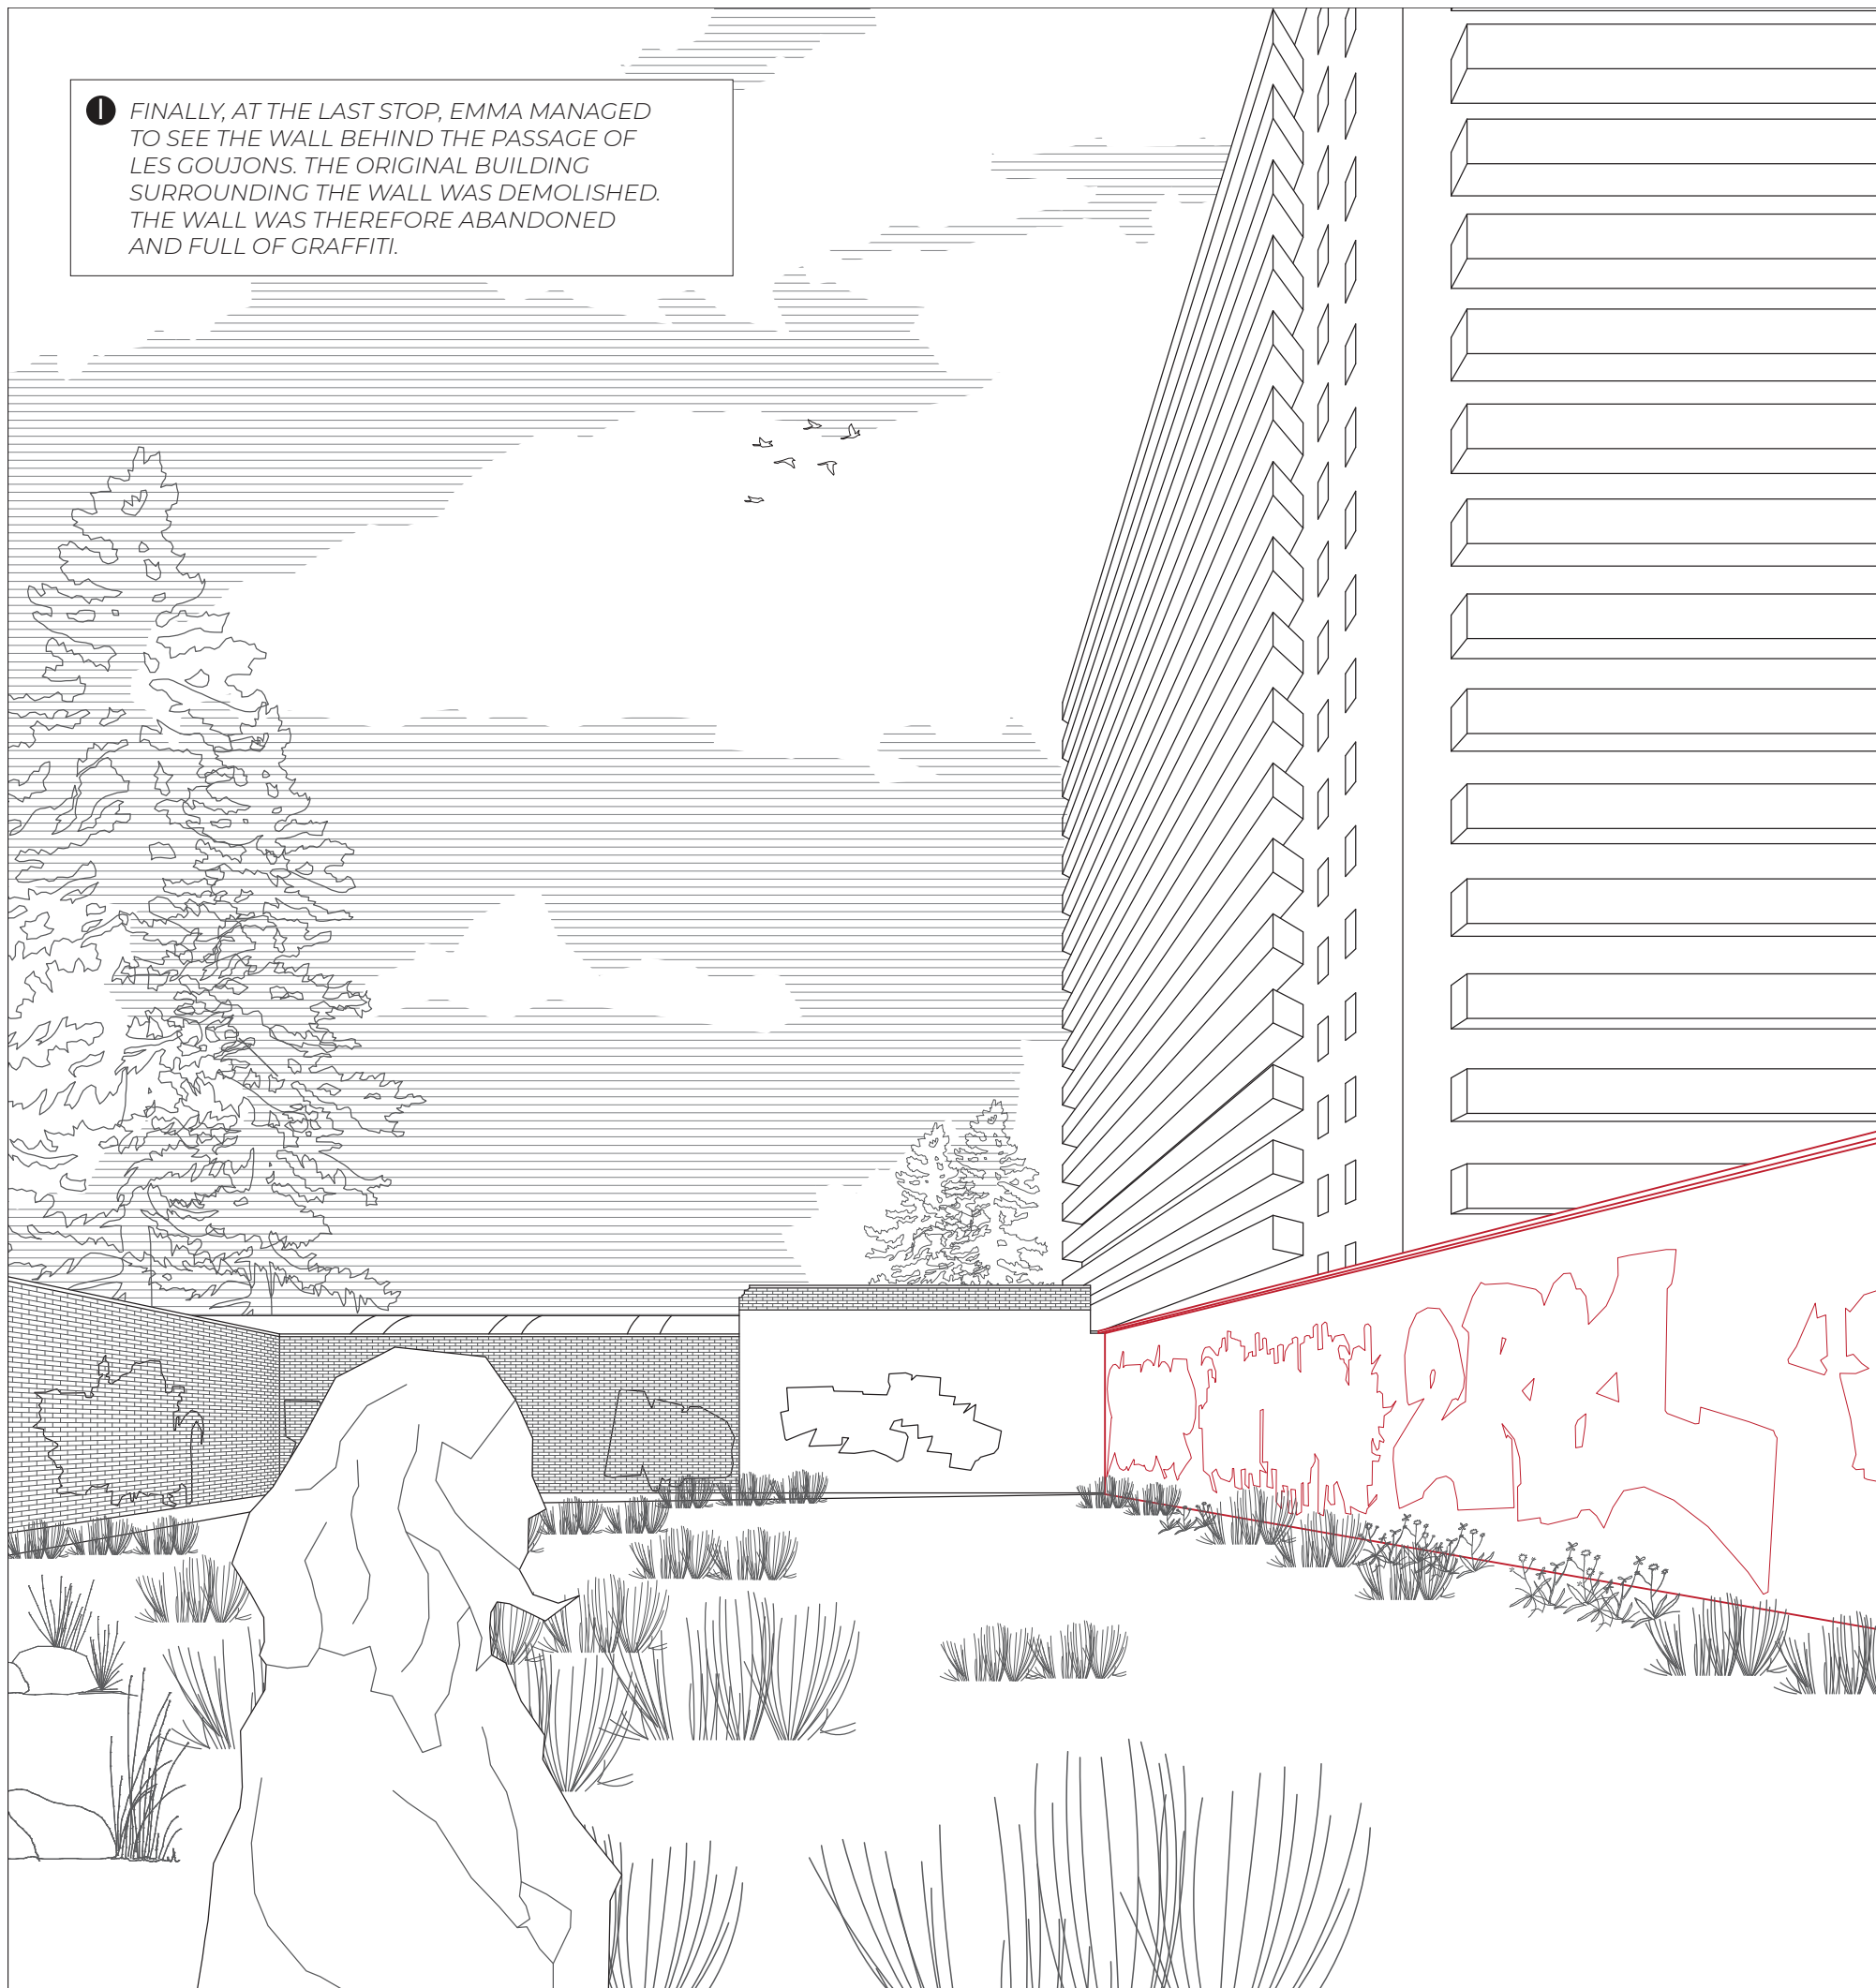 I FINALLY, AT THE LAST STOP, EMMA MANAGED
TO SEE THE WALL BEHIND THE PASSAGE OF
LES GOUJONS. THE ORIGINAL BUILDING
SURROUNDING THE WALL WAS DEMOLISHED.
THE WALL WAS THEREFORE ABANDONED
AND FULL OF GRAFFITI.